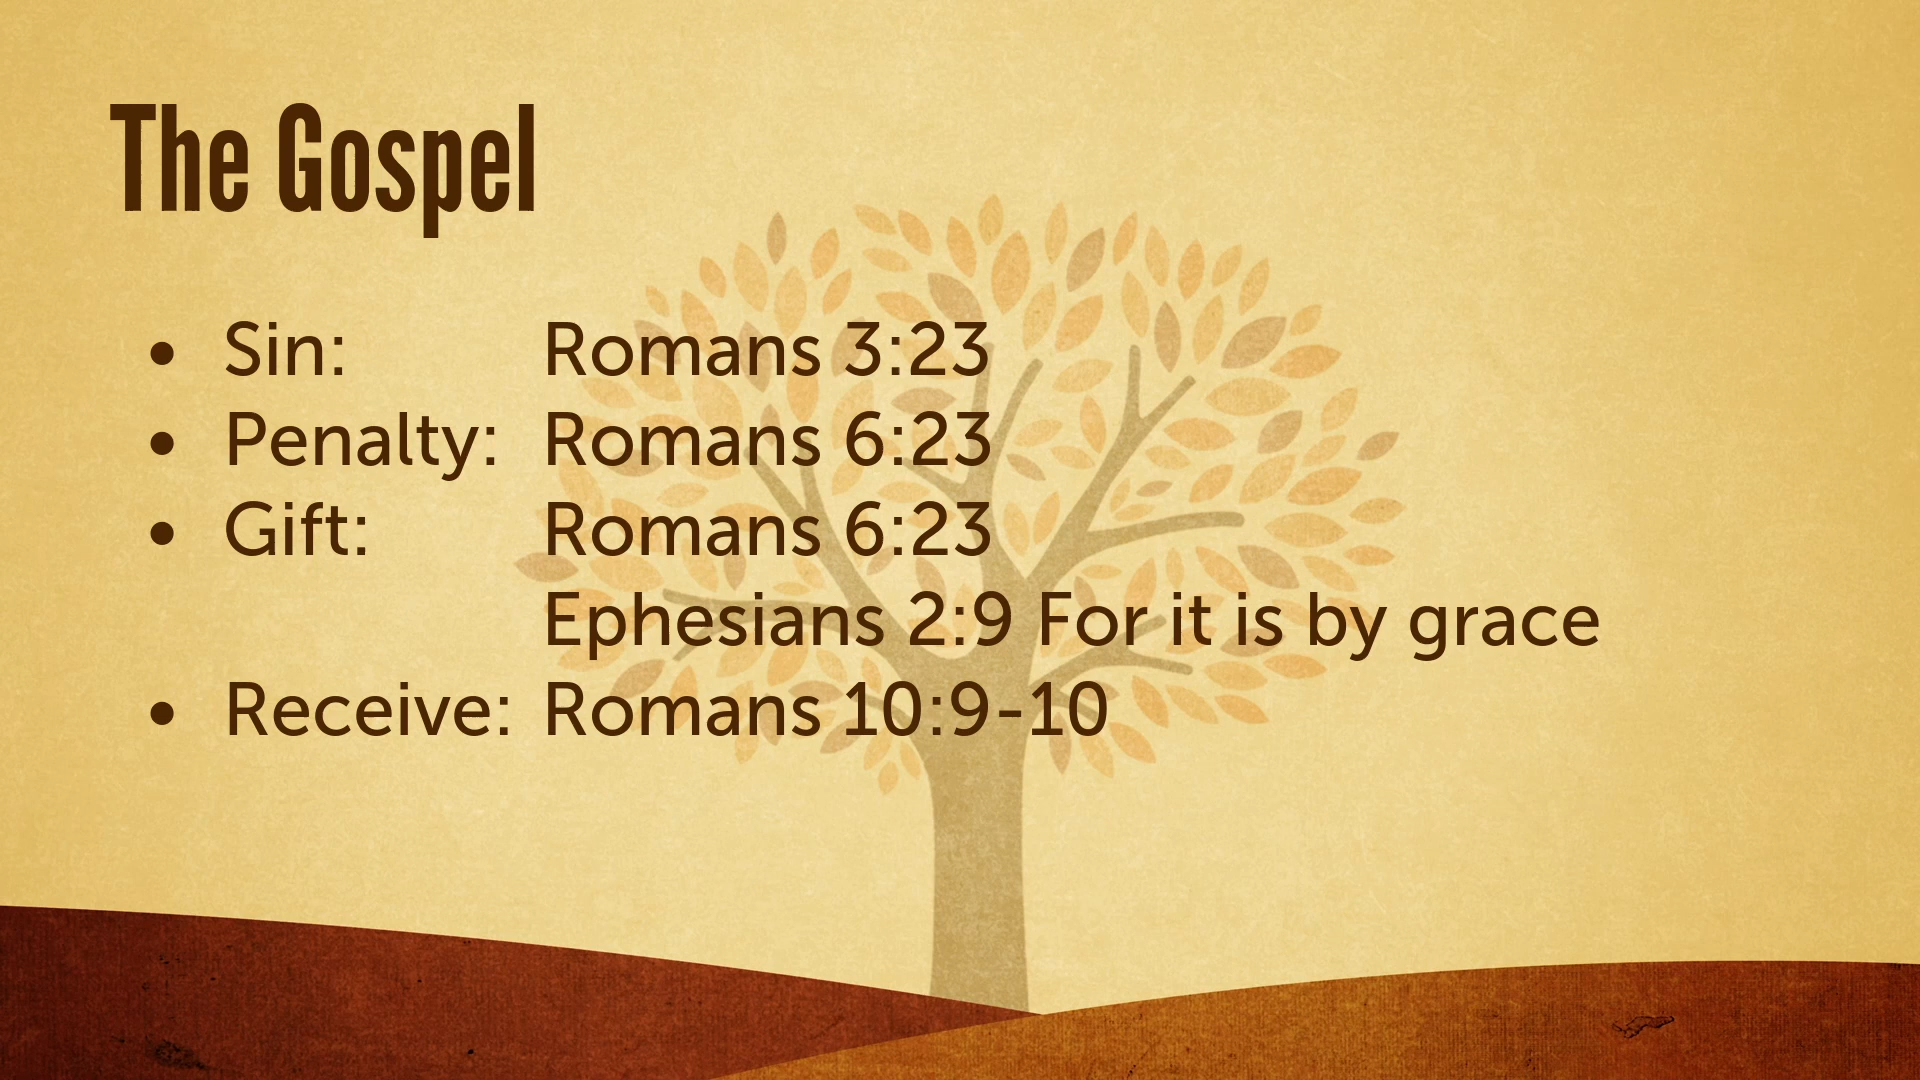 The Gospel
• Sin: Romans 3:23
• Penalty: Romans 6:23
• Gift: Romans 6:23
Ephesians 2:9 For it is by grace
• Receive: Romans 10:9-10